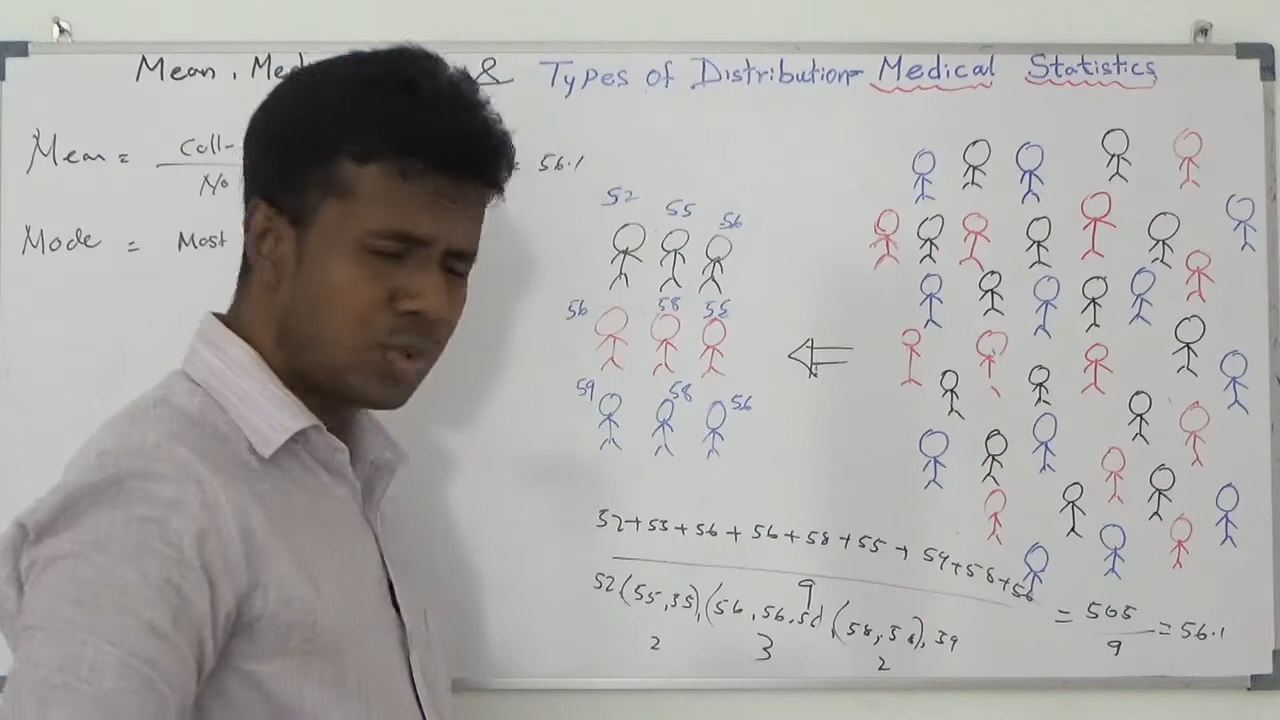 Mean, Med & Types of Distribution- Medical Statistics
Mean = Coll- = 56.1
No
Mode = Most
52 55 56
56 58 55
59 58 56
52+55+56+56+58+55+59+58+56
9
= 505 = 56.1
9
52,(55,55),(56,56,56),(58,58),59
2 3 2